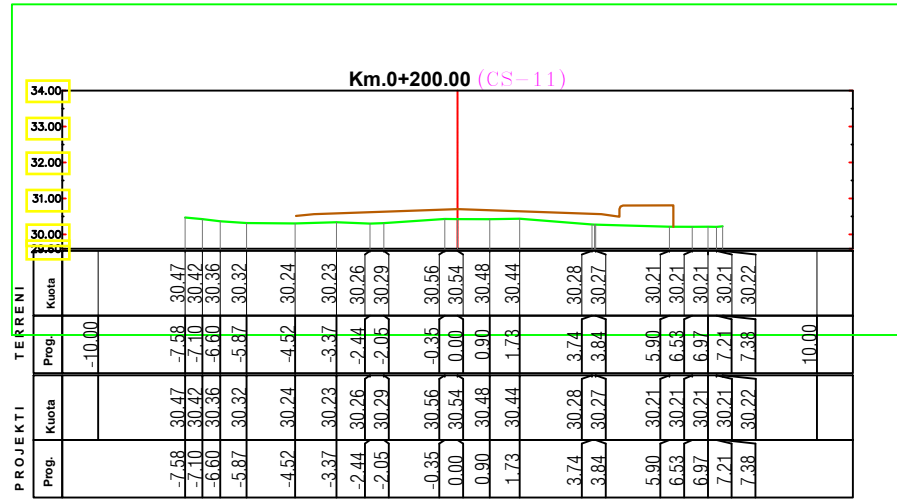 Km.0+200.00 (CS-11)
34.00
33.00
32.00
31.00
30.00
29.60
TERRENI
Kuota
30.47 30.42 30.36 30.32 30.24 30.23 30.26 30.29 30.56 30.54 30.48 30.44 30.28 30.27 30.21 30.21 30.21 30.21 30.22
Prog.
-10.00 -7.58 -7.10 -6.60 -5.87 -4.52 -3.37 -2.44 -2.05 -0.35 0.00 0.90 1.73 3.74 3.84 5.90 6.53 6.97 7.21 7.38 10.00
PROJEKTI
Kuota
30.47 30.42 30.36 30.32 30.24 30.23 30.26 30.29 30.56 30.54 30.48 30.44 30.28 30.27 30.21 30.21 30.21 30.21 30.22
Prog.
-7.58 -7.10 -6.60 -5.87 -4.52 -3.37 -2.44 -2.05 -0.35 0.00 0.90 1.73 3.74 3.84 5.90 6.53 6.97 7.21 7.38